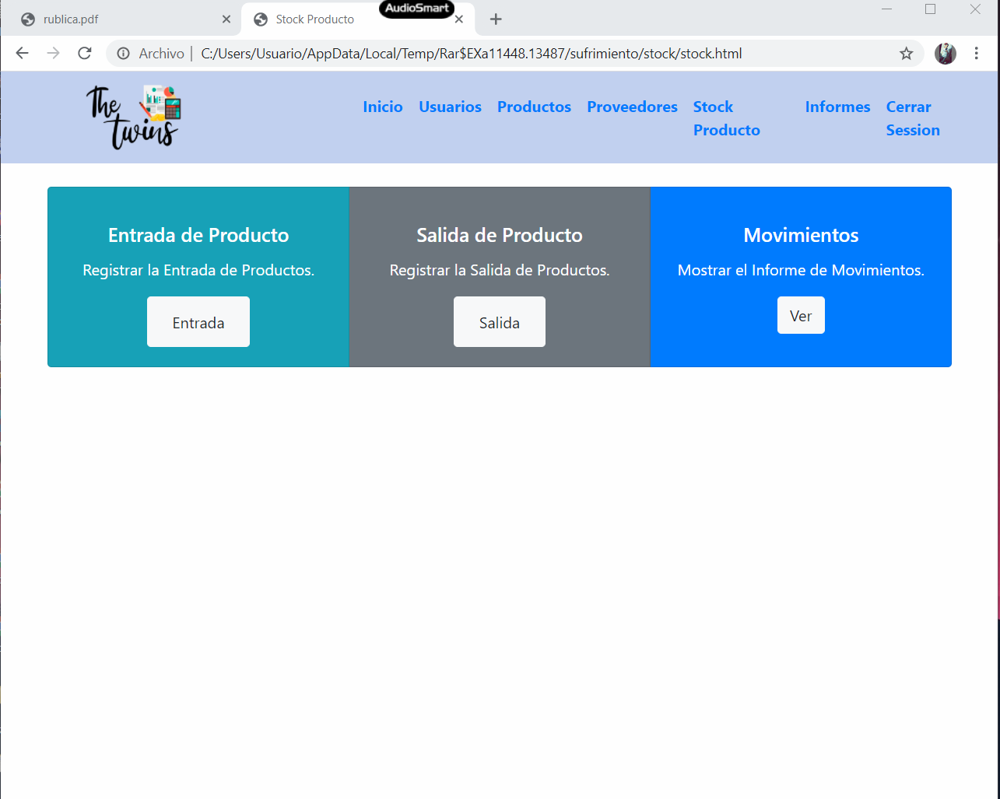 rublica.pdf
Stock Producto
AudioSmart
Archivo
C:/Users/Usuario/AppData/Local/Temp/Rar$EXa11448.13487/sufrimiento/stock/stock.html
The
twins
Inicio
Usuarios
Productos
Proveedores
Stock
Producto
Informes
Cerrar
Session
Entrada de Producto
Registrar la Entrada de Productos.
Entrada
Salida de Producto
Registrar la Salida de Productos.
Salida
Movimientos
Mostrar el Informe de Movimientos.
Ver